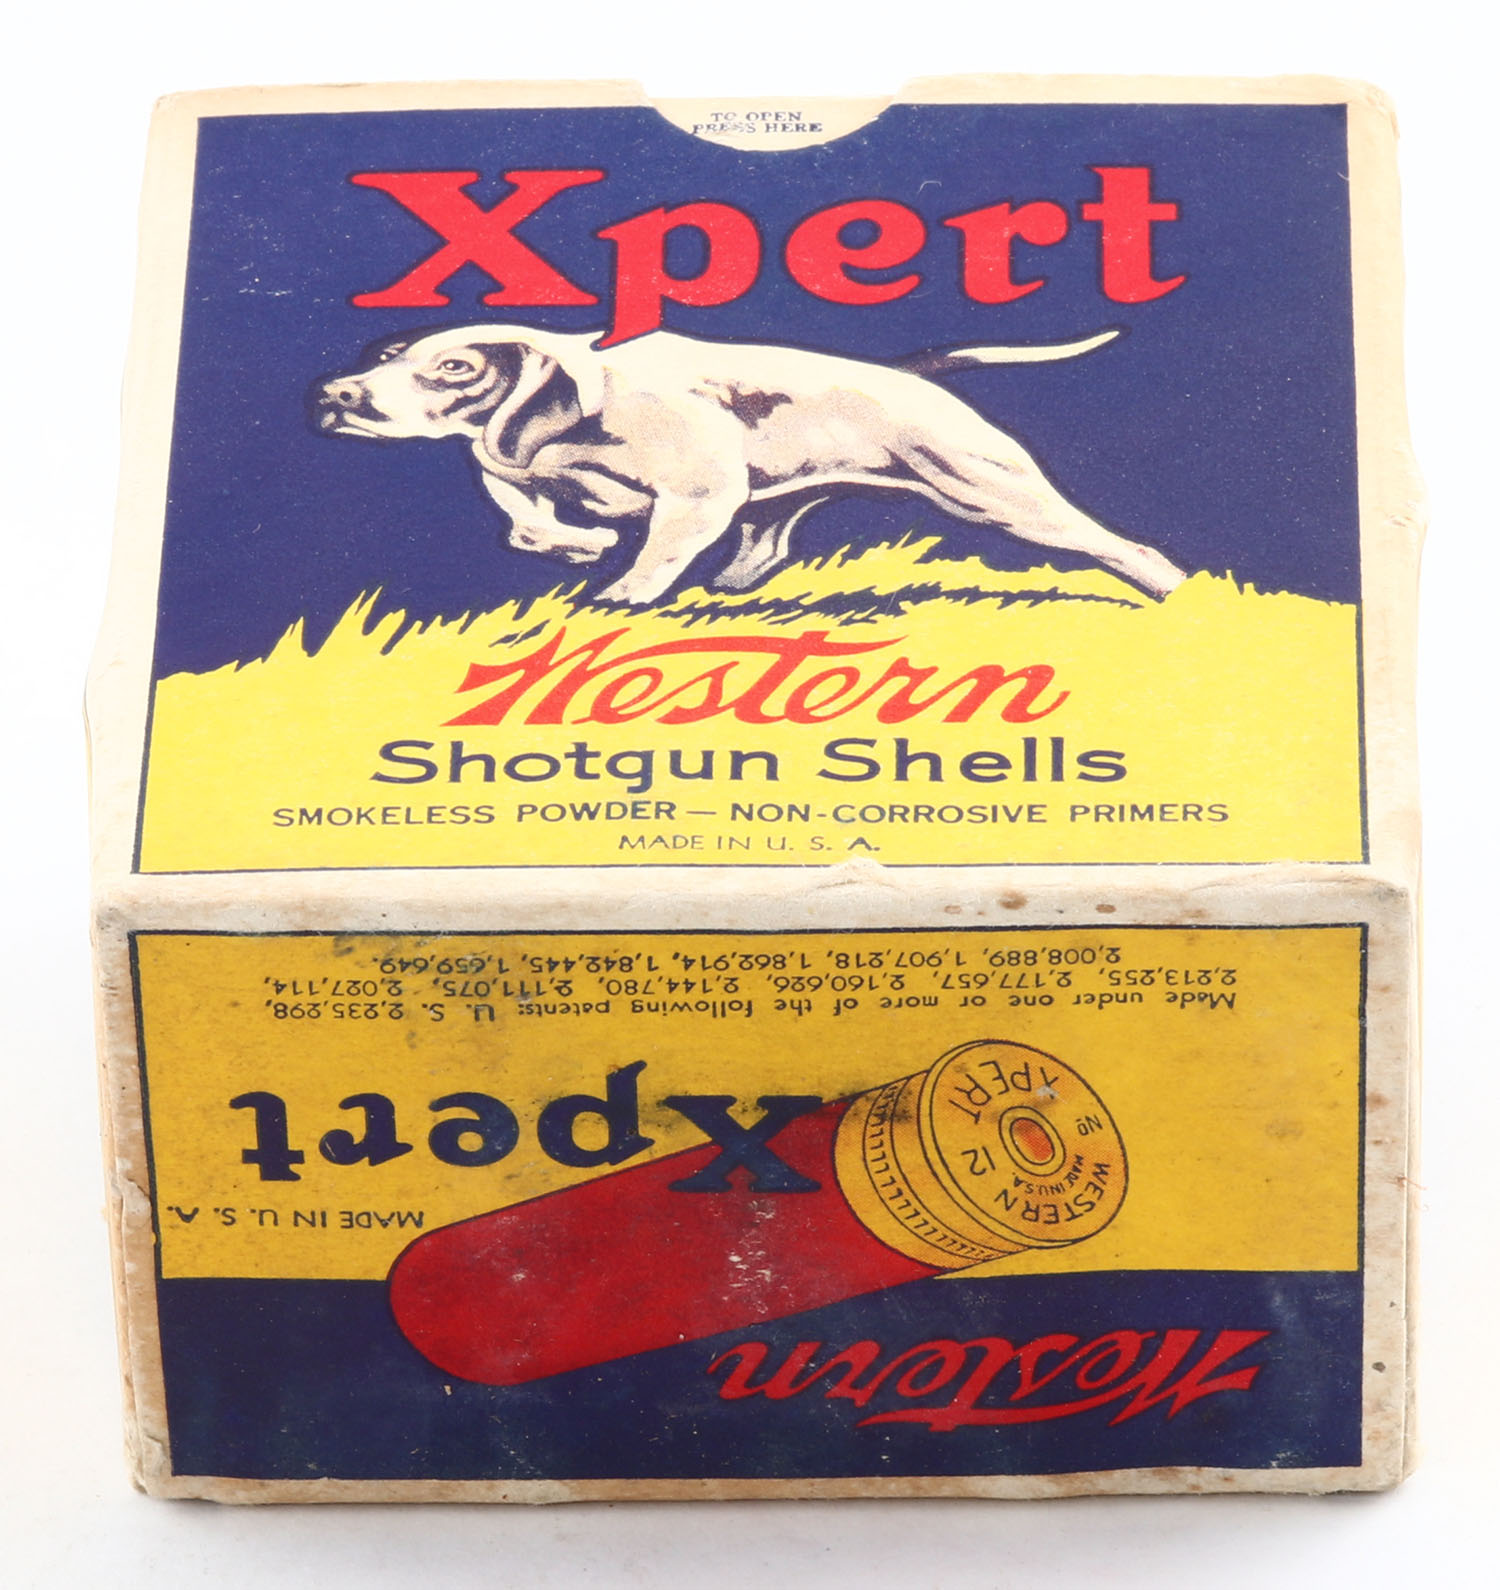 TO OPEN
PRESS HERE
Xpert
Western
Shotgun Shells
SMOKELESS POWDER — NON-CORROSIVE PRIMERS
MADE IN U. S. A.
Western
MADE IN U. S. A.
Xpert
WESTERN
MADE IN U.S.A.
No
12
XPERT
Made under one or more of the following patents: U. S. 2,235,298,
2,213,255, 2,177,657, 2,160,626, 2,144,780, 2,111,075, 2,027,114,
2,008,889, 1,907,218, 1,862,914, 1,842,445, 1,659,649.